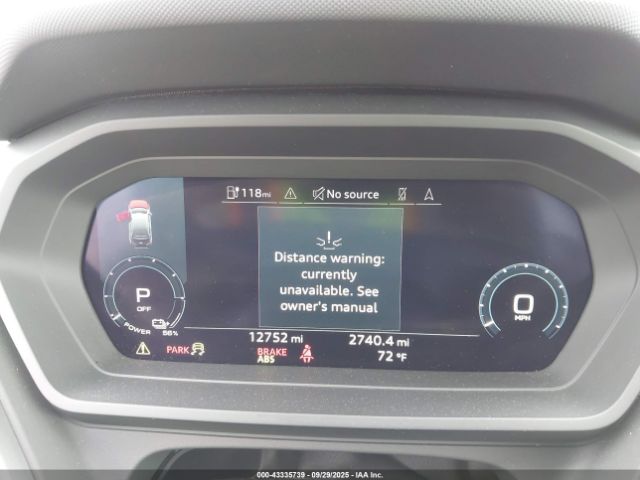 118mi No source
Distance warning:
currently
unavailable. See
owner's manual
P
OFF
POWER 56%
0
MPH
12752 mi 2740.4 mi
PARK BRAKE 72 °F
ABS
000-43335739 - 09/29/2025 - IAA Inc.